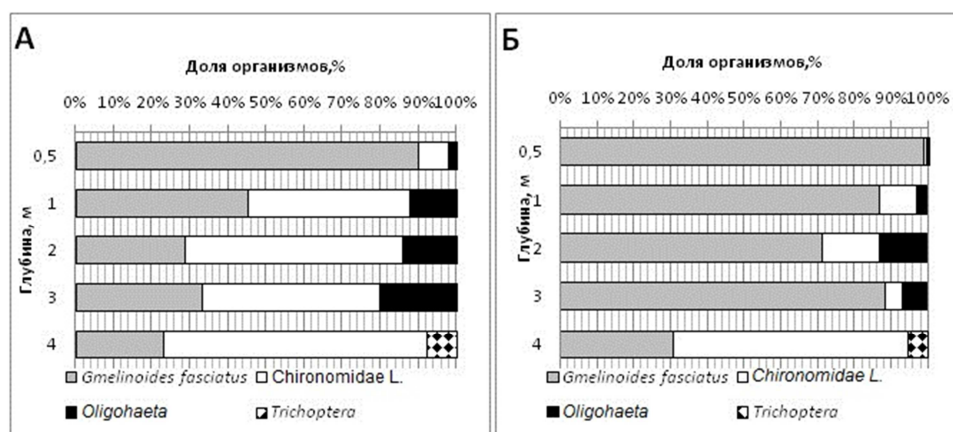 А
Доля организмов,%
0% 10% 20% 30% 40% 50% 60% 70% 80% 90%100%
Глубина, м
0,5
1
2
3
4
Gmelinoides fasciatus
Chironomidae L.
Oligohaeta
Trichoptera
Б
Доля организмов,%
0% 10% 20% 30% 40% 50% 60% 70% 80% 90%100%
Глубина, м
0,5
1
2
3
4
Gmelinoides fasciatus
Chironomidae L.
Oligohaeta
Trichoptera